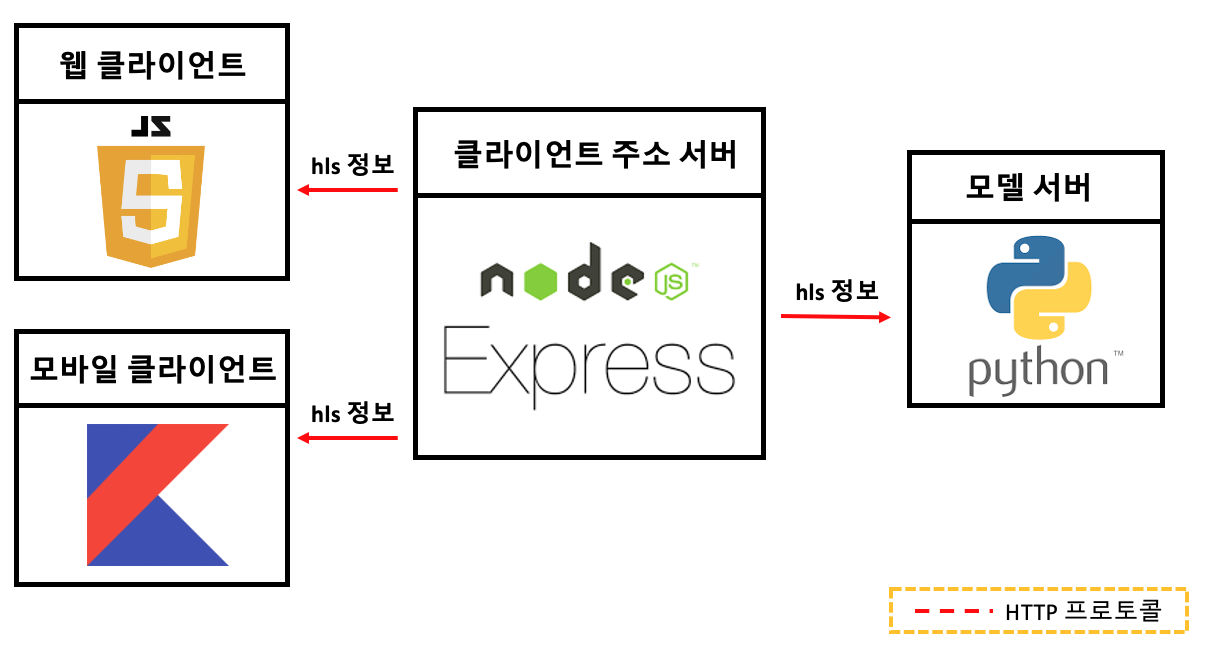 웹 클라이언트
JS
5
hls 정보
모바일 클라이언트
hls 정보
클라이언트 주소 서버
node JS ™
Express
hls 정보
모델 서버
python™
HTTP 프로토콜